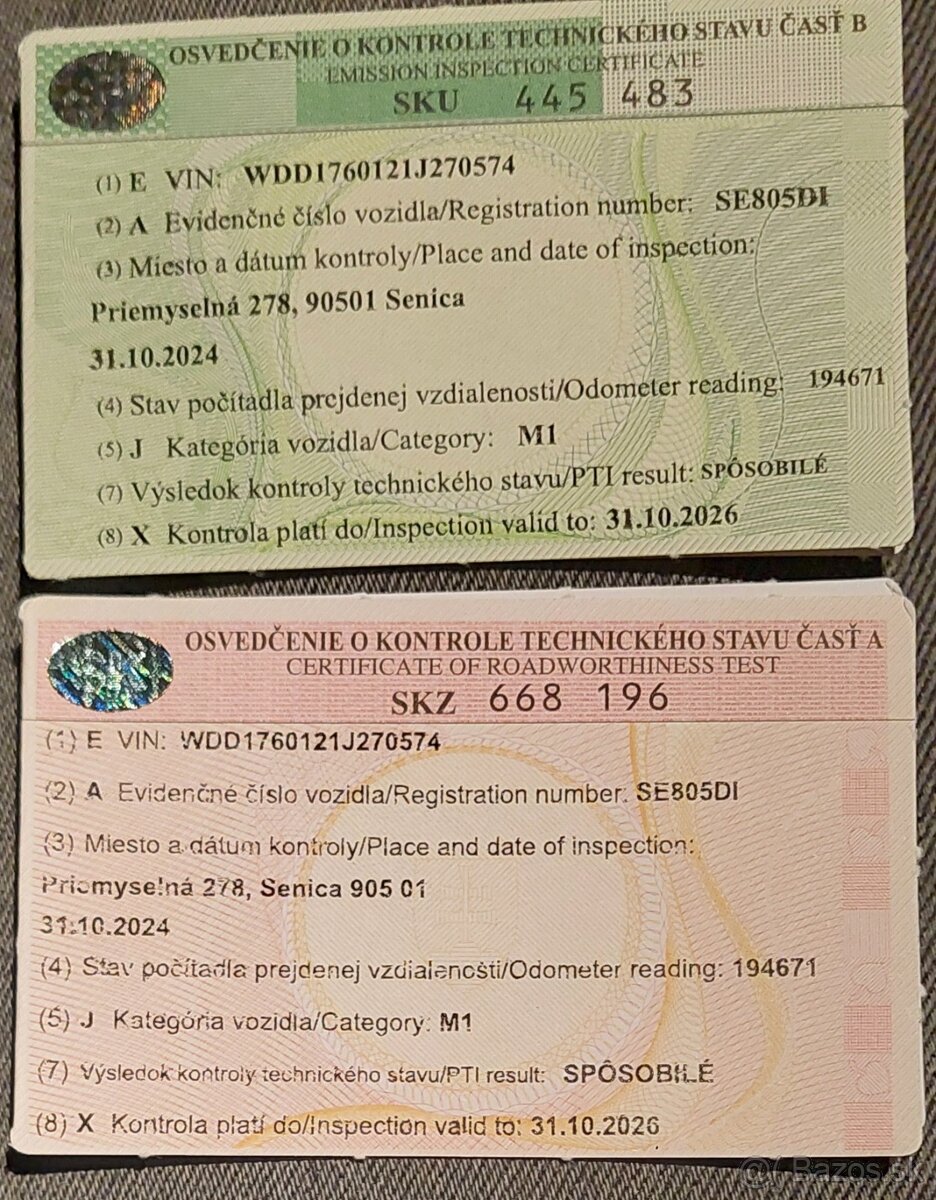 OSVEDČENIE O KONTROLE TECHNICKÉHO STAVU ČASŤ B
EMISSION INSPECTION CERTIFICATE
SKU 445 483
(1) E VIN: WDD1760121J270574
(2) A Evidenčné číslo vozidla/Registration number: SE805DI
(3) Miesto a dátum kontroly/Place and date of inspection:
Priemyselná 278, 90501 Senica
31.10.2024
(4) Stav počítadla prejdenej vzdialenosti/Odometer reading: 194671
(5) J Kategória vozidla/Category: M1
(7) Výsledok kontroly technického stavu/PTI result: SPÔSOBILÉ
(8) X Kontrola platí do/Inspection valid to: 31.10.2026
OSVEDČENIE O KONTROLE TECHNICKÉHO STAVU ČASŤ A
CERTIFICATE OF ROADWORTHINESS TEST
SKZ 668 196
(1) E VIN: WDD1760121J270574
(2) A Evidenčné číslo vozidla/Registration number: SE805DI
(3) Miesto a dátum kontroly/Place and date of inspection:
Priemyselná 278, Senica 905 01
31.10.2024
(4) Stav počítadla prejdenej vzdialenosti/Odometer reading: 194671
(5) J Kategória vozidla/Category: M1
(7) Výsledok kontroly technického stavu/PTI result: SPÔSOBILÉ
(8) X Kontrola platí do/Inspection valid to: 31.10.2026
Bazos.sk